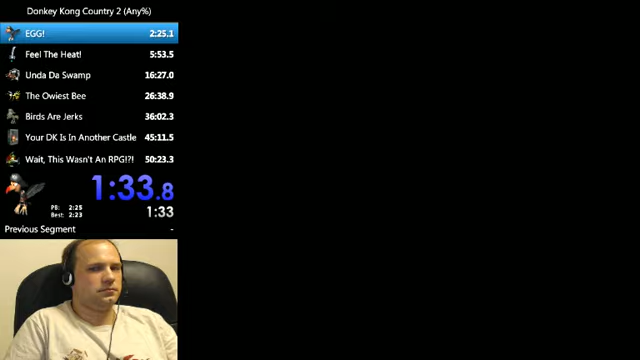 Donkey Kong Country 2 (Any%)
EGG! 2:25.1
Feel The Heat! 5:53.5
Unda Da Swamp 16:27.0
The Owiest Bee 26:38.9
Birds Are Jerks 36:02.3
Your DK Is In Another Castle 45:11.5
Wait, This Wasn't An RPG!?! 50:23.3
1:33.8
PB: 2:25 1:33
Best: 2:23
Previous Segment -